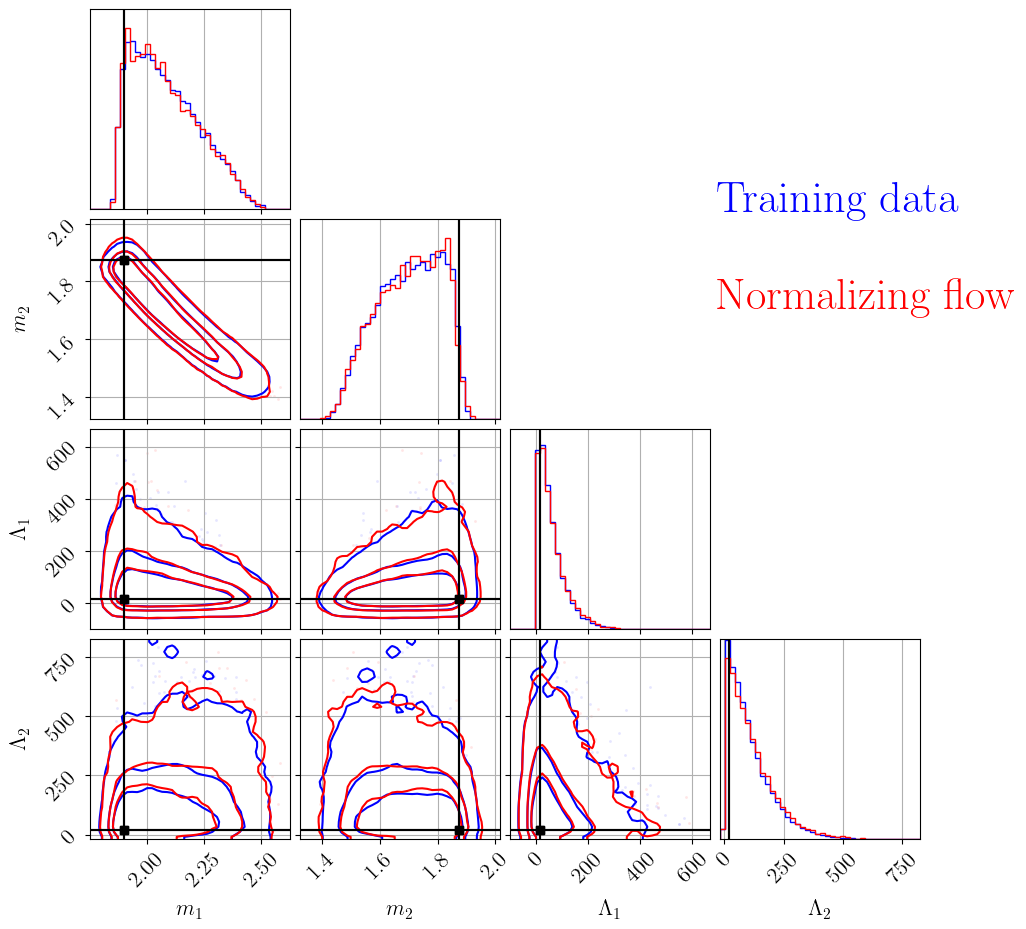 Training data
Normalizing flow
2.0
1.8
1.6
1.4
m₂
600
400
200
0
Λ₁
750
500
250
0
Λ₂
2.00 2.25 2.50
1.4 1.6 1.8 2.0
0 200 400 600
0 250 500 750
m₁ m₂ Λ₁ Λ₂